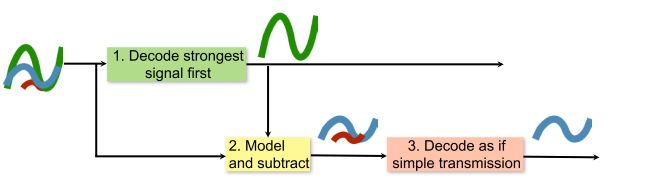 1. Decode strongest
signal first
2. Model
and subtract
3. Decode as if
simple transmission